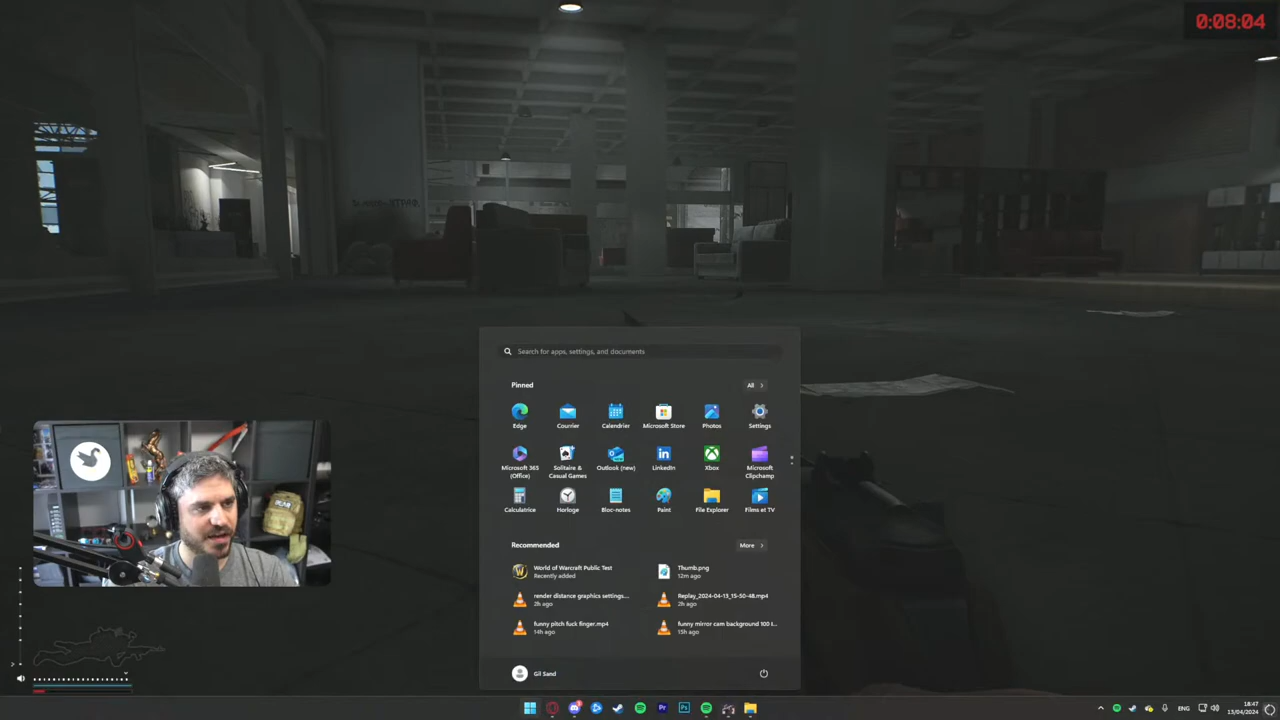 0:08:04
Search for apps, settings, and documents
Pinned
All
Edge
Courrier
Calendrier
Microsoft Store
Photos
Settings
Microsoft 365
(Office)
Solitaire &
Casual Games
Outlook (new)
LinkedIn
Xbox
Microsoft
Clipchamp
Calculatrice
Horloge
Bloc-notes
Paint
File Explorer
Films et TV
Recommended
More
World of Warcraft Public Test
Recently added
Thumb.png
12m ago
render distance graphics settings...
2h ago
Replay_2024-04-13_15-50-48.mp4
2h ago
funny pitch fuck finger.mp4
14h ago
funny mirror cam background 100 t...
15h ago
Gil Sand
ENG
18:47
13/04/2024